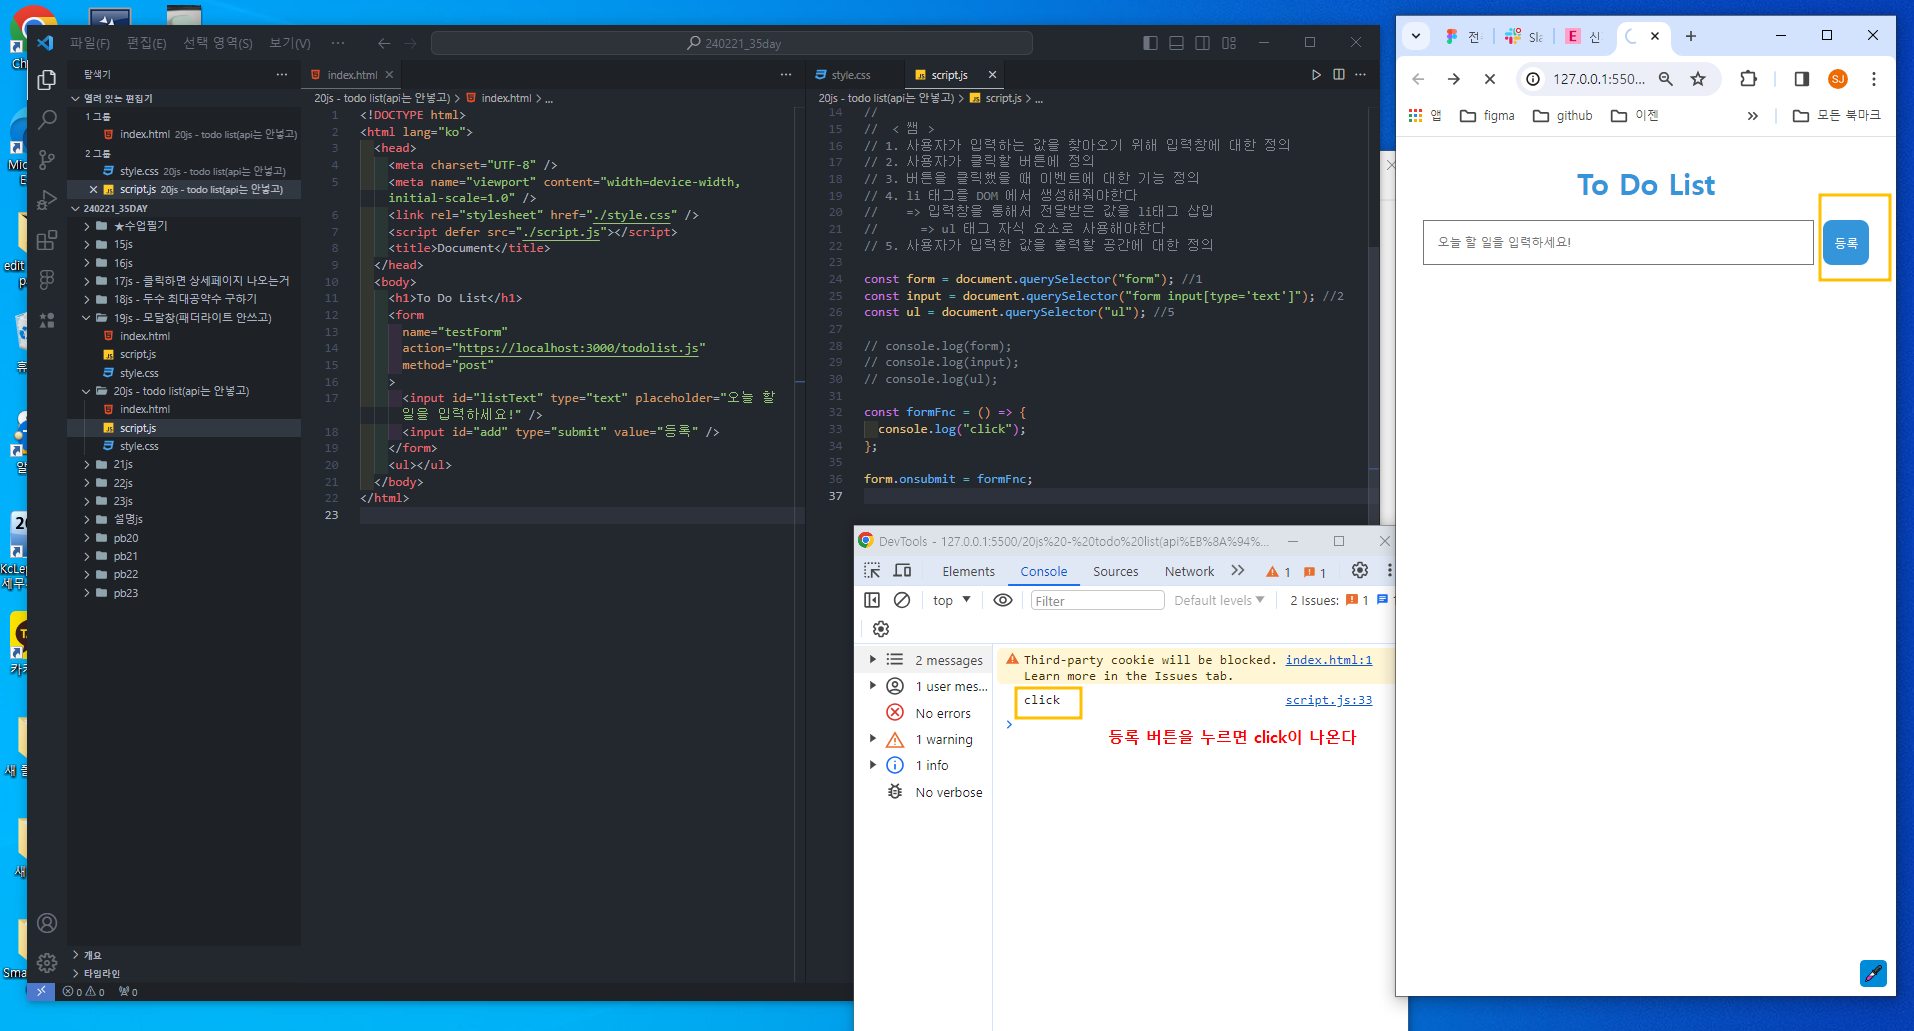 파일(F) 편집(E) 선택 영역(S) 보기(V) ··· 240221_35day
탐색기
열려 있는 편집기
1 그룹
index.html 20js - todo list(api는 안넣고)
2 그룹
style.css 20js - todo list(api는 안넣고)
script.js 20js - todo list(api는 안넣고)
240221_35DAY
★수업필기
15js
16js
17js - 클릭하면 상세페이지 나오는거
18js - 두수 최대공약수 구하기
19js - 모달창(패더라이트 안쓰고)
index.html
script.js
style.css
20js - todo list(api는 안넣고)
index.html
script.js
style.css
21js
22js
23js
설명js
pb20
pb21
pb22
pb23
개요
타임라인
0 0 0
index.html
20js - todo list(api는 안넣고) > index.html > ...
1 <!DOCTYPE html>
2 <html lang="ko">
3 <head>
4 <meta charset="UTF-8" />
5 <meta name="viewport" content="width=device-width,
initial-scale=1.0" />
6 <link rel="stylesheet" href="./style.css" />
7 <script defer src="./script.js"></script>
8 <title>Document</title>
9 </head>
10 <body>
11 <h1>To Do List</h1>
12 <form
13 name="testForm"
14 action="https://localhost:3000/todolist.js"
15 method="post"
16 >
17 <input id="listText" type="text" placeholder="오늘 할
일을 입력하세요!" />
18 <input id="add" type="submit" value="등록" />
19 </form>
20 <ul></ul>
21 </body>
22 </html>
23
style.css script.js
20js - todo list(api는 안넣고) > script.js > ...
14 //
15 // < 쌤 >
16 // 1. 사용자가 입력하는 값을 찾아오기 위해 입력창에 대한 정의
17 // 2. 사용자가 클릭할 버튼에 정의
18 // 3. 버튼을 클릭했을 때 이벤트에 대한 기능 정의
19 // 4. li 태그를 DOM 에서 생성해줘야한다
20 // => 입력창을 통해서 전달받은 값을 li태그 삽입
21 // => ul 태그 자식 요소로 사용해야한다
22 // 5. 사용자가 입력한 값을 출력할 공간에 대한 정의
23
24 const form = document.querySelector("form"); //1
25 const input = document.querySelector("form input[type='text']"); //2
26 const ul = document.querySelector("ul"); //5
27
28 // console.log(form);
29 // console.log(input);
30 // console.log(ul);
31
32 const formFnc = () => {
33 console.log("click");
34 };
35
36 form.onsubmit = formFnc;
37
DevTools - 127.0.0.1:5500/20js%20-%20todo%20list(api%EB%8A%94%...
Elements Console Sources Network 1 1
top Filter Default levels 2 Issues: 1 1
2 messages
1 user mes...
No errors
1 warning
1 info
No verbose
Third-party cookie will be blocked. index.html:1
Learn more in the Issues tab.
click script.js:33
등록 버튼을 누르면 click이 나온다
전 Sla E 신
127.0.0.1:550... SJ
앱 figma github 이젠 모든 북마크
To Do List
오늘 할 일을 입력하세요! 등록